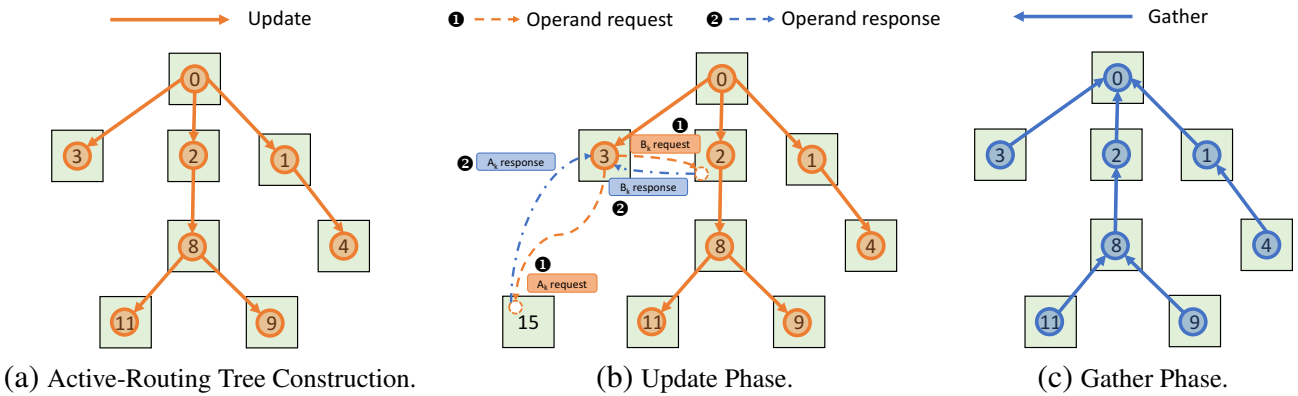 Update
❶ Operand request
❷ Operand response
Gather
0
3
2
1
8
4
11
9
0
❶
B_k request
3
2
1
❷ A_k response
B_k response
❷
8
4
❶
A_k request
15
11
9
0
3
2
1
8
4
11
9
(a) Active-Routing Tree Construction.
(b) Update Phase.
(c) Gather Phase.